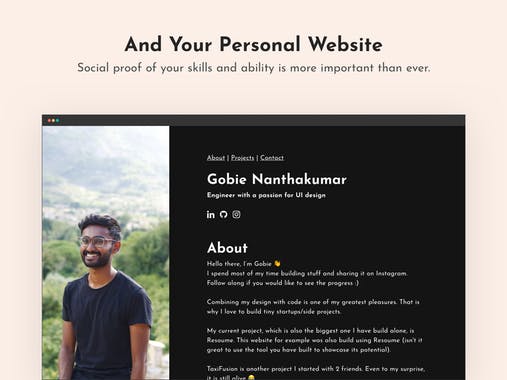 And Your Personal Website
Social proof of your skills and ability is more important than ever.
About | Projects | Contact
Gobie Nanthakumar
Engineer with a passion for UI design
About
Hello there, I'm Gobie 👋
I spend most of my time building stuff and sharing it on Instagram.
Follow along if you would like to see the progress :)
Combining my design with code is one of my greatest pleasures. That is
why I love to build tiny startups/side projects.
My current project, which is also the biggest one I have build alone, is
Resoume. This website for example was also build using Resoume (isn't it
great to use the tool you have built to showcase its potential).
TaxiFusion is another project I started with 2 friends. Even to my surprise,
it is still alive 😄